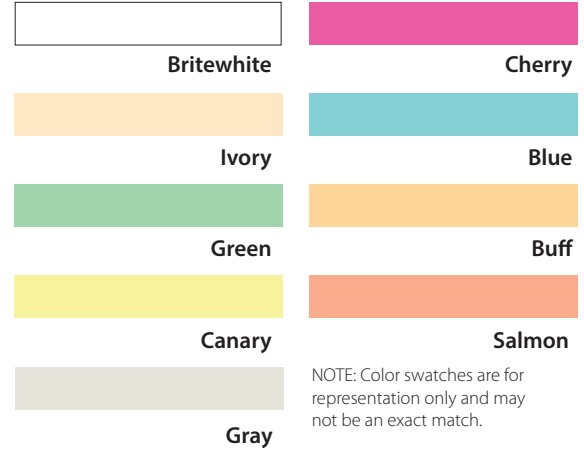 Britewhite
Cherry
Ivory
Blue
Green
Buff
Canary
Salmon
NOTE: Color swatches are for
representation only and may
not be an exact match.
Gray